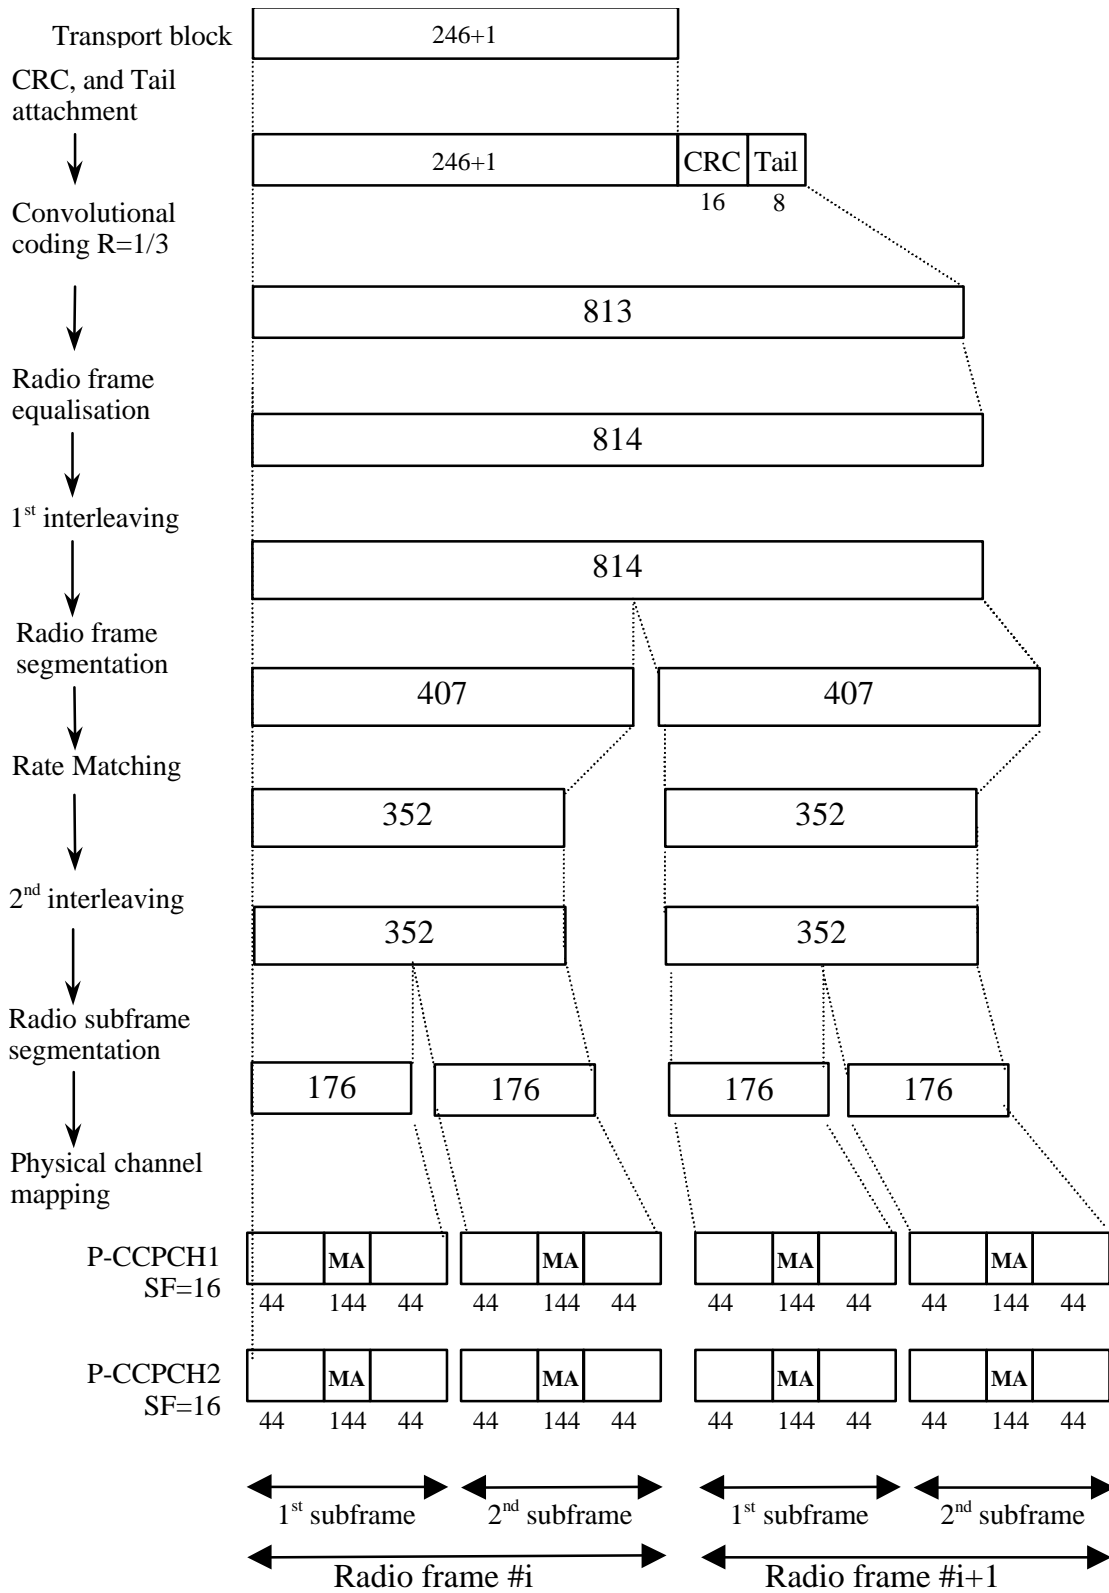 Transport block
246+1
CRC, and Tail
attachment
246+1 CRC Tail
16 8
Convolutional
coding R=1/3
813
Radio frame
equalisation
814
1st interleaving
814
Radio frame
segmentation
407 407
Rate Matching
352 352
2nd interleaving
352 352
Radio subframe
segmentation
176 176 176 176
Physical channel
mapping
P-CCPCH1
SF=16
MA MA MA MA
44 144 44 44 144 44 44 144 44 44 144 44
P-CCPCH2
SF=16
MA MA MA MA
44 144 44 44 144 44 44 144 44 44 144 44
1st subframe 2nd subframe 1st subframe 2nd subframe
Radio frame #i Radio frame #i+1